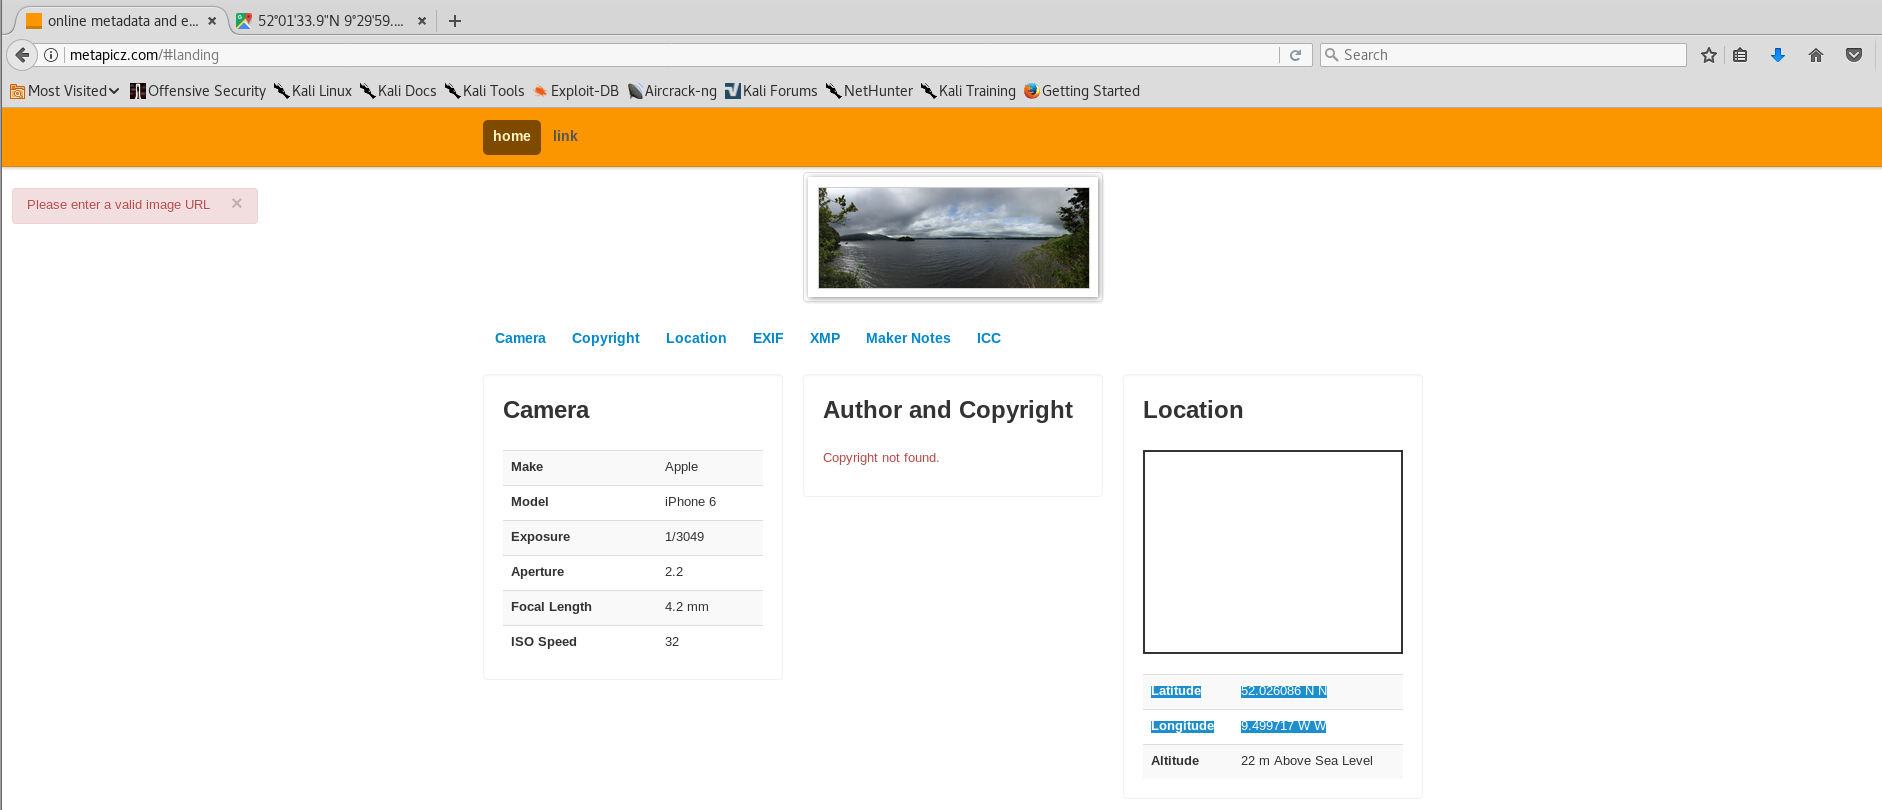 online metadata and e... × 52°01'33.9"N 9°29'59.... × +
metapicz.com/#landing Search
Most Visited Offensive Security Kali Linux Kali Docs Kali Tools Exploit-DB Aircrack-ng Kali Forums NetHunter Kali Training Getting Started
home link
Please enter a valid image URL ×
Camera Copyright Location EXIF XMP Maker Notes ICC
Camera
Make Apple
Model iPhone 6
Exposure 1/3049
Aperture 2.2
Focal Length 4.2 mm
ISO Speed 32
Author and Copyright
Copyright not found.
Location
Latitude 52.026086 N N
Longitude 9.499717 W W
Altitude 22 m Above Sea Level